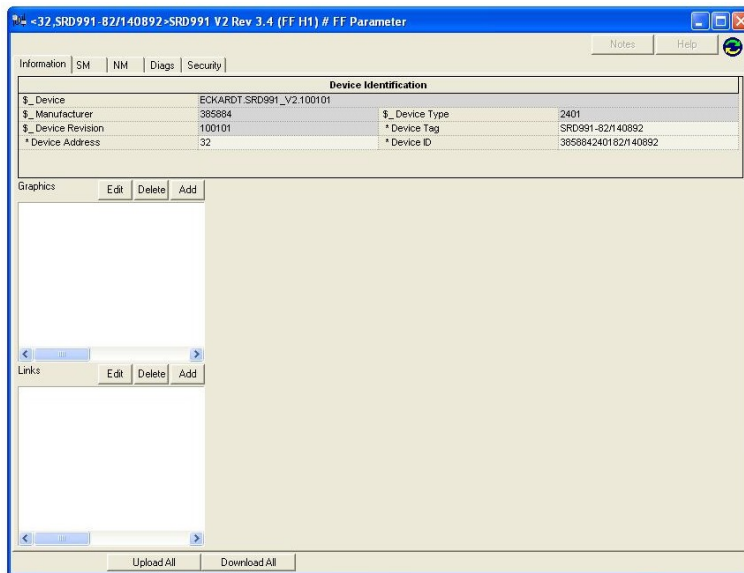 <32,SRD991-82/140892>SRD991 V2 Rev 3.4 (FF H1) # FF Parameter
Notes Help
Information SM NM Diags Security
Device Identification
$_Device ECKARDT.SRD991_V2.100101
$_Manufacturer 385884 $_Device Type 2401
$_Device Revision 100101 * Device Tag SRD991-82/140892
* Device Address 32 * Device ID 385884240182/140892
Graphics Edit Delete Add
Links Edit Delete Add
Upload All Download All